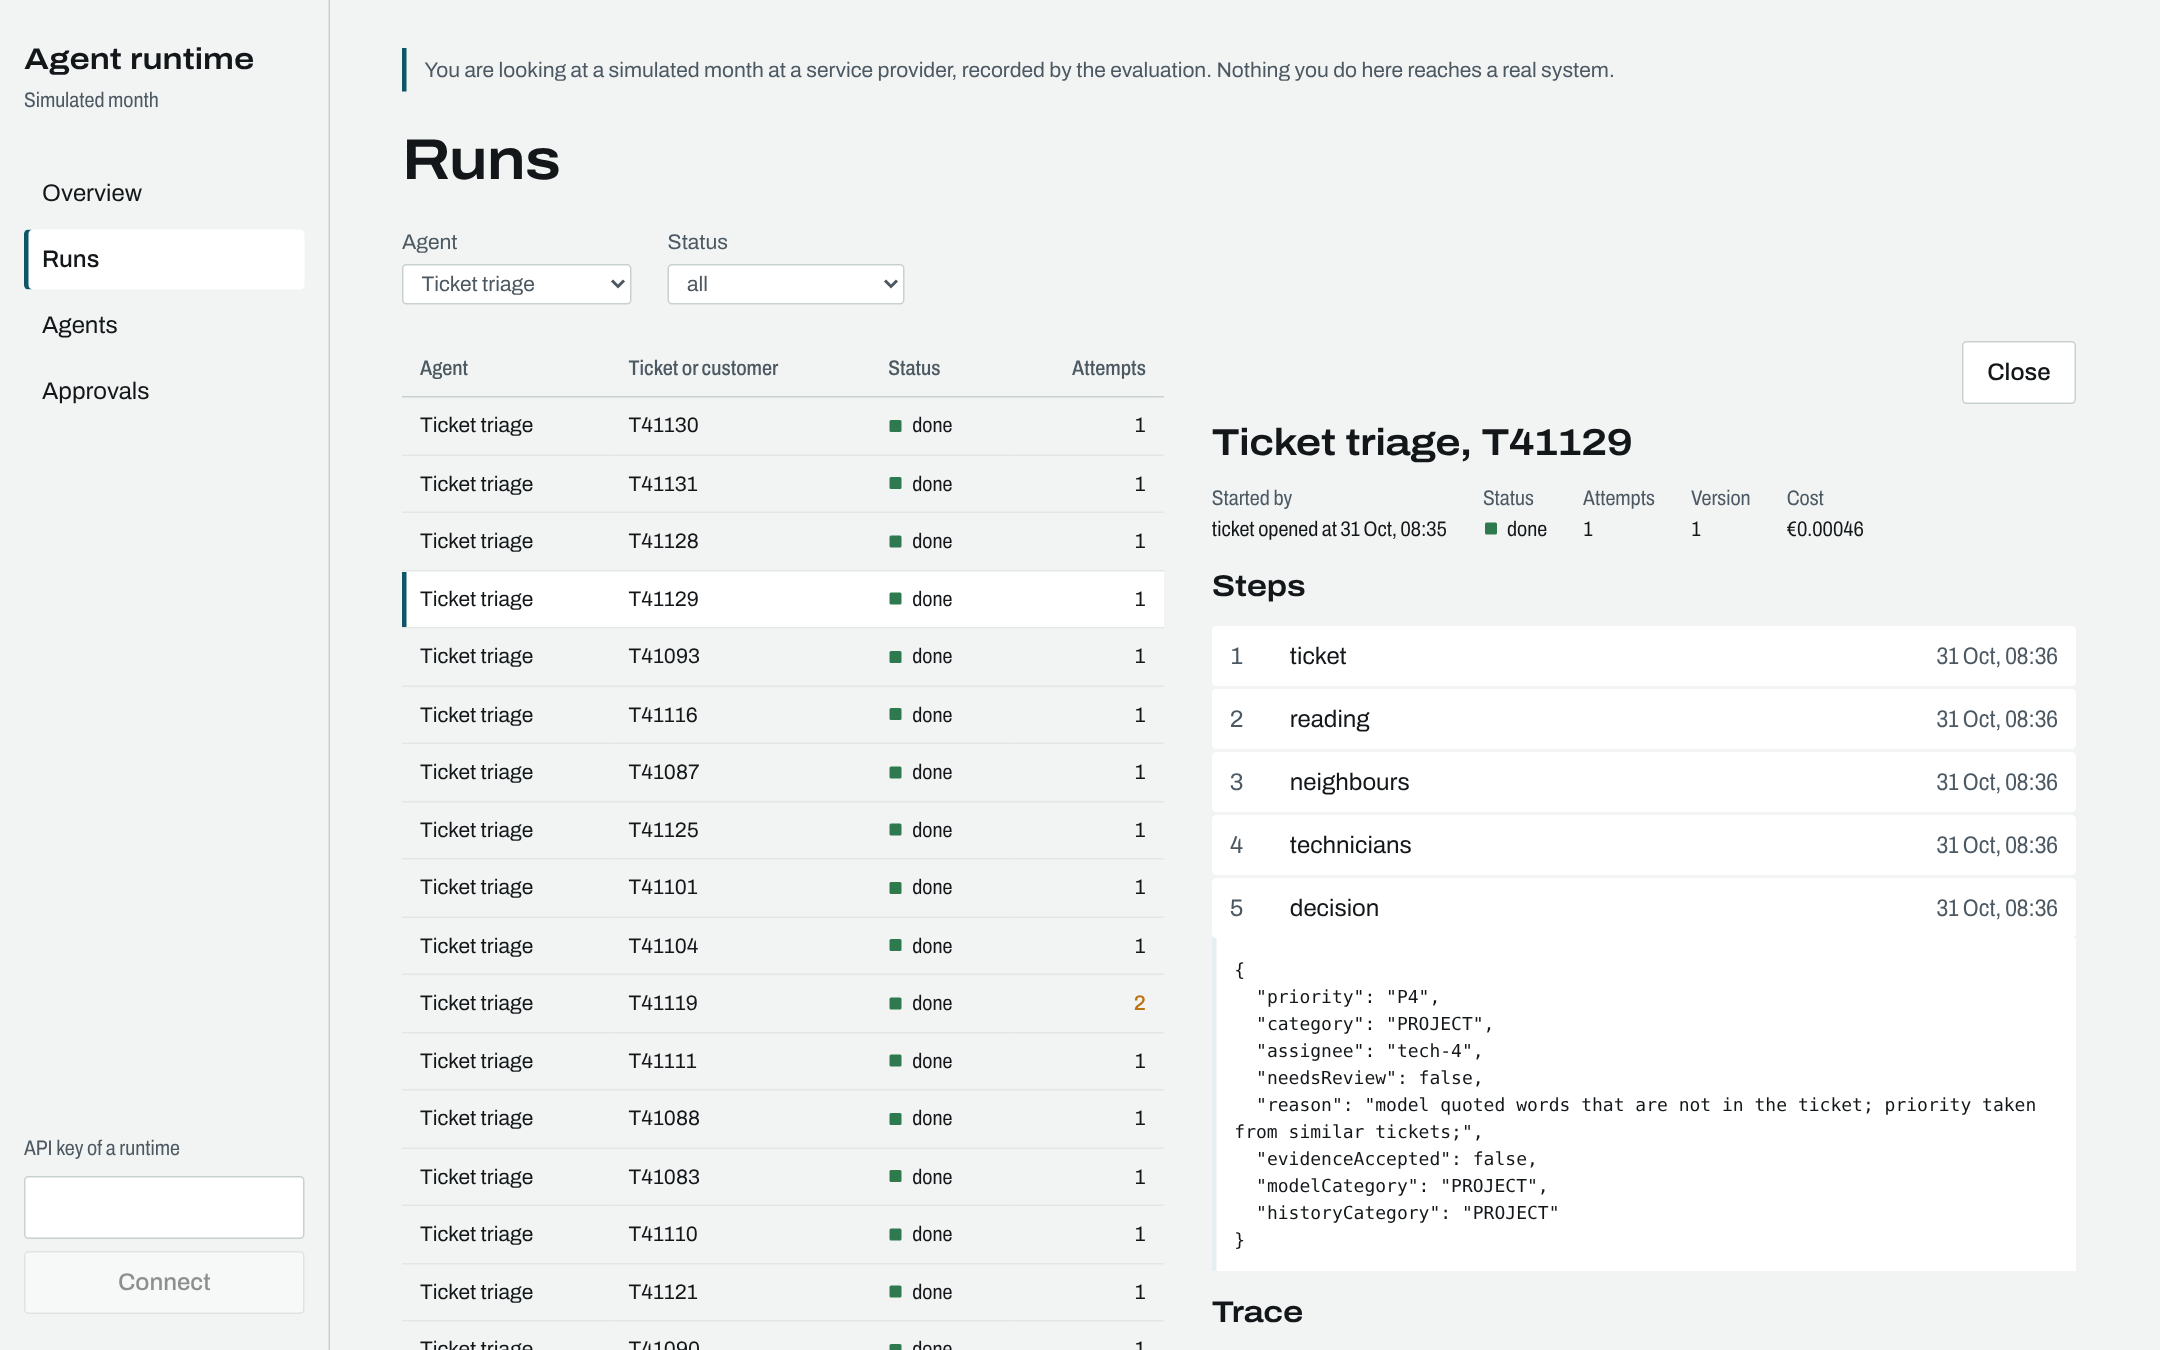 Agent runtime
Simulated month
Overview
Runs
Agents
Approvals
API key of a runtime
Connect
You are looking at a simulated month at a service provider, recorded by the evaluation. Nothing you do here reaches a real system.
Runs
Agent Status
Ticket triage all
Agent Ticket or customer Status Attempts
Ticket triage T41130 done 1
Ticket triage T41131 done 1
Ticket triage T41128 done 1
Ticket triage T41129 done 1
Ticket triage T41093 done 1
Ticket triage T41116 done 1
Ticket triage T41087 done 1
Ticket triage T41125 done 1
Ticket triage T41101 done 1
Ticket triage T41104 done 1
Ticket triage T41119 done 2
Ticket triage T41111 done 1
Ticket triage T41088 done 1
Ticket triage T41083 done 1
Ticket triage T41110 done 1
Ticket triage T41121 done 1
Ticket triage T41090 done 1
Close
Ticket triage, T41129
Started by Status Attempts Version Cost
ticket opened at 31 Oct, 08:35 done 1 1 €0.00046
Steps
1 ticket 31 Oct, 08:36
2 reading 31 Oct, 08:36
3 neighbours 31 Oct, 08:36
4 technicians 31 Oct, 08:36
5 decision 31 Oct, 08:36
{
"priority": "P4",
"category": "PROJECT",
"assignee": "tech-4",
"needsReview": false,
"reason": "model quoted words that are not in the ticket; priority taken
from similar tickets;",
"evidenceAccepted": false,
"modelCategory": "PROJECT",
"historyCategory": "PROJECT"
}
Trace